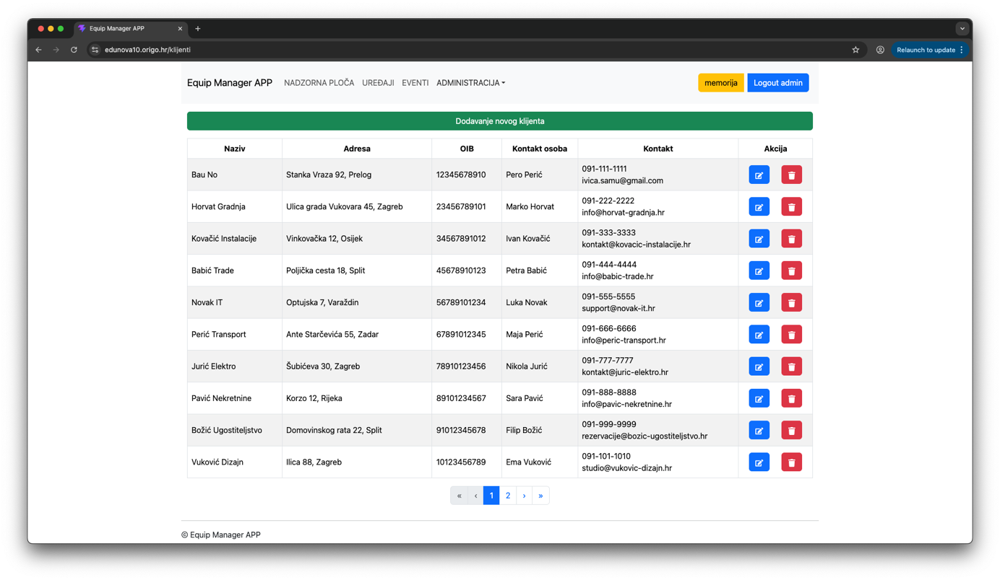 Equip Manager APP
edunova10.origo.hr/klijenti
Relaunch to update
Equip Manager APP NADZORNA PLOČA UREĐAJI EVENTI ADMINISTRACIJA memorija Logout admin
Dodavanje novog klijenta
Naziv Adresa OIB Kontakt osoba Kontakt Akcija
Bau No Stanka Vraza 92, Prelog 12345678910 Pero Perić 091-111-1111
ivica.samu@gmail.com
Horvat Gradnja Ulica grada Vukovara 45, Zagreb 23456789101 Marko Horvat 091-222-2222
info@horvat-gradnja.hr
Kovačić Instalacije Vinkovačka 12, Osijek 34567891012 Ivan Kovačić 091-333-3333
kontakt@kovacic-instalacije.hr
Babić Trade Poljička cesta 18, Split 45678910123 Petra Babić 091-444-4444
info@babic-trade.hr
Novak IT Optujska 7, Varaždin 56789101234 Luka Novak 091-555-5555
support@novak-it.hr
Perić Transport Ante Starčevića 55, Zadar 67891012345 Maja Perić 091-666-6666
info@peric-transport.hr
Jurić Elektro Šubićeva 30, Zagreb 78910123456 Nikola Jurić 091-777-7777
kontakt@juric-elektro.hr
Pavić Nekretnine Korzo 12, Rijeka 89101234567 Sara Pavić 091-888-8888
info@pavic-nekretnine.hr
Božić Ugostiteljstvo Domovinskog rata 22, Split 91012345678 Filip Božić 091-999-9999
rezervacije@bozic-ugostiteljstvo.hr
Vuković Dizajn Ilica 88, Zagreb 10123456789 Ema Vuković 091-101-1010
studio@vukovic-dizajn.hr
« ‹ 1 2 › »
© Equip Manager APP